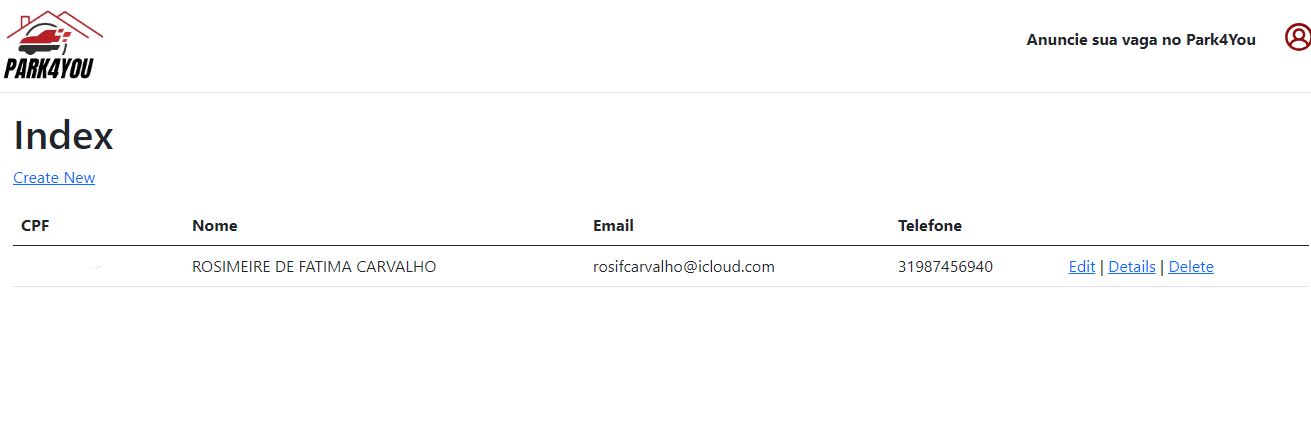 PARK4YOU
Anuncie sua vaga no Park4You
Index
Create New
CPF Nome Email Telefone
ROSIMEIRE DE FATIMA CARVALHO rosifcarvalho@icloud.com 31987456940 Edit | Details | Delete